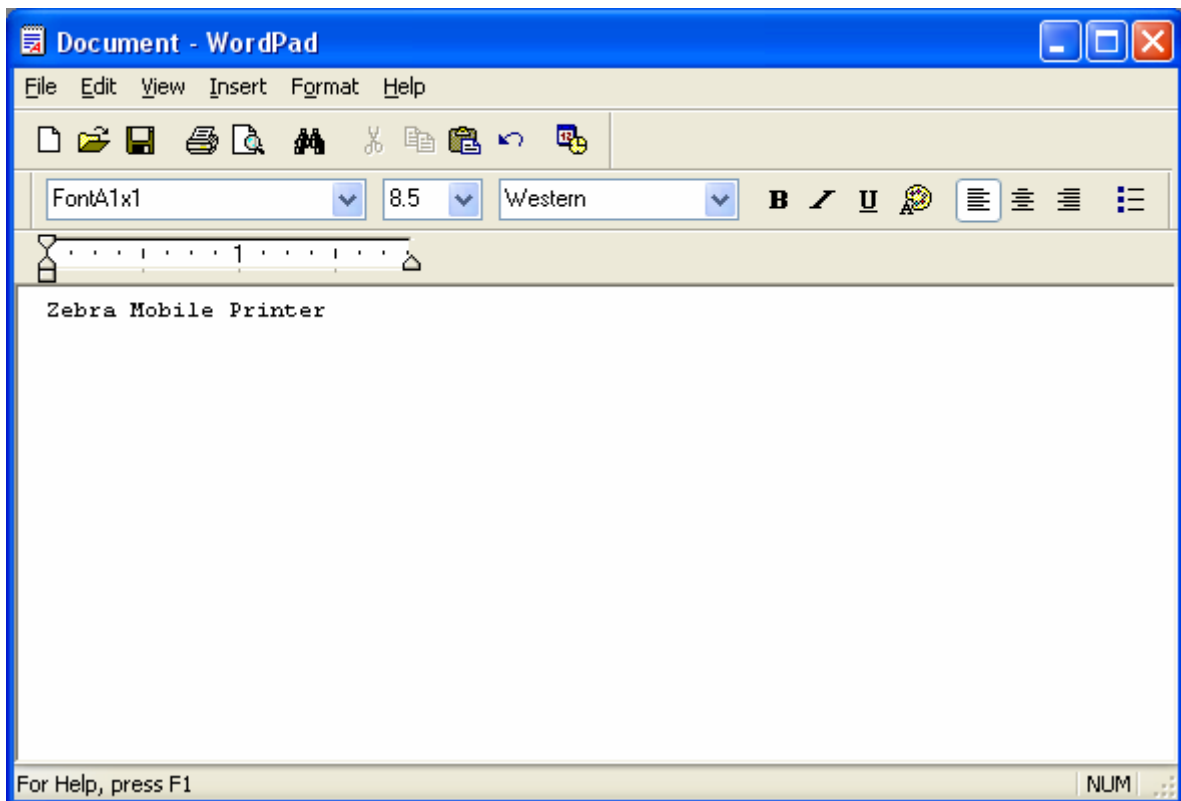 Document - WordPad
File Edit View Insert Format Help
FontA1x1 8.5 Western B / U
1
Zebra Mobile Printer
For Help, press F1 NUM